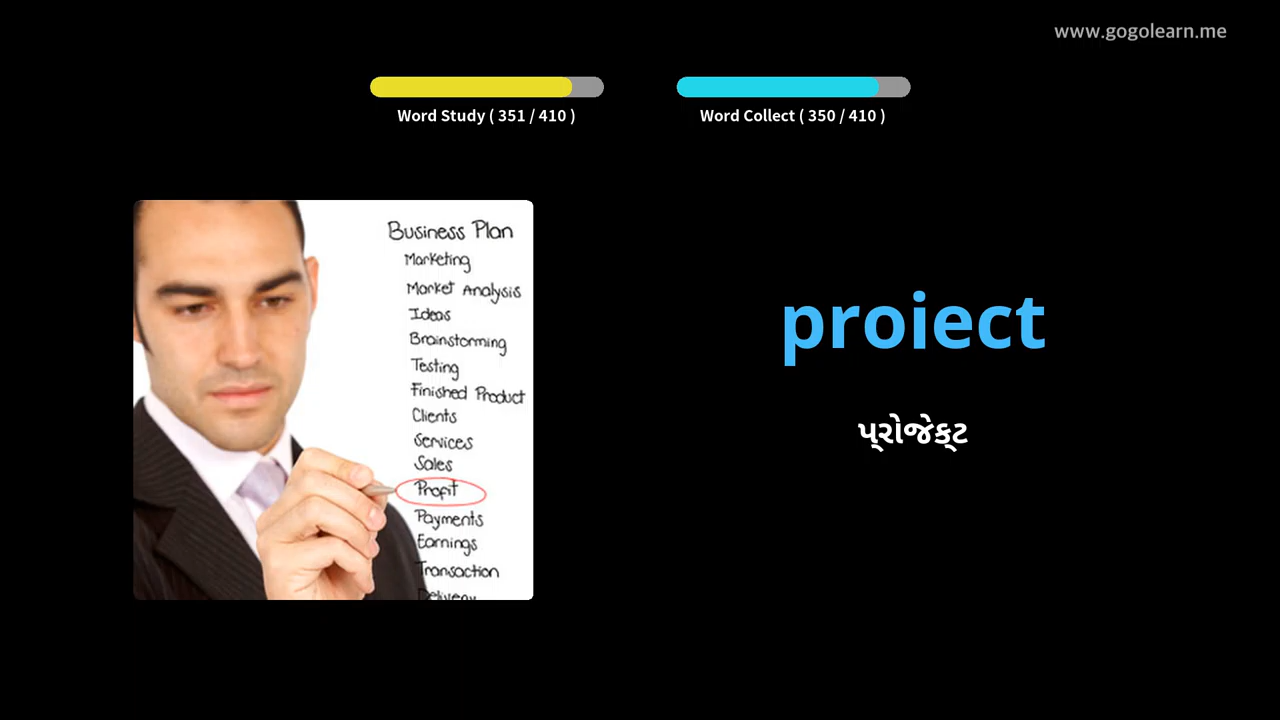 www.gogolearn.me
Word Study ( 351 / 410 )
Word Collect ( 350 / 410 )
Business Plan
Marketing
Market Analysis
Ideas
Brainstorming
Testing
Finished Product
Clients
Services
Sales
Profit
Payments
Earnings
Transaction
Delivery
proiect
પ્રોજેક્ટ